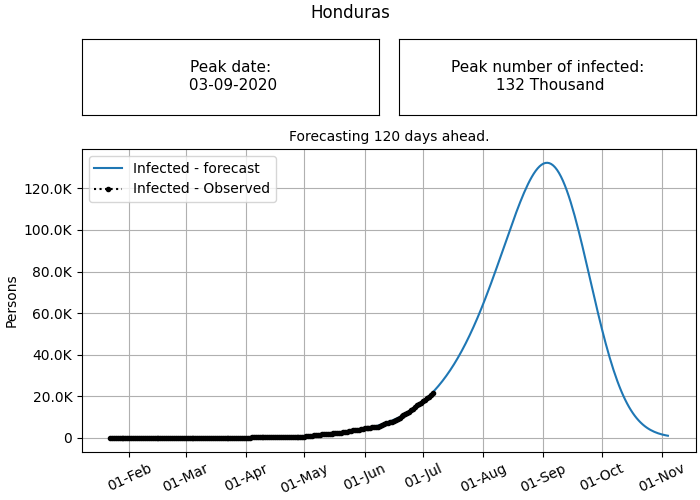 Honduras
Peak date:
03-09-2020
Peak number of infected:
132 Thousand
Forecasting 120 days ahead.
Infected - forecast
Infected - Observed
Persons
120.0K
100.0K
80.0K
60.0K
40.0K
20.0K
0
01-Feb
01-Mar
01-Apr
01-May
01-Jun
01-Jul
01-Aug
01-Sep
01-Oct
01-Nov